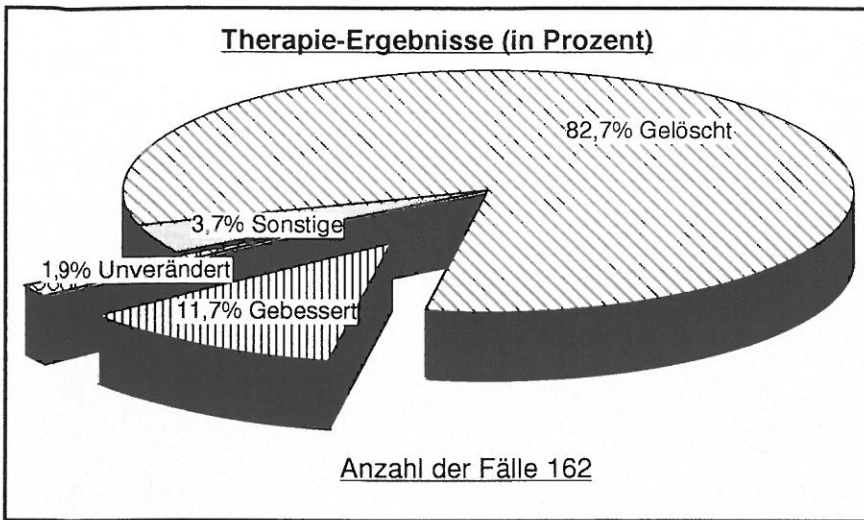 Therapie-Ergebnisse (in Prozent)
82,7% Gelöscht
3,7% Sonstige
1,9% Unverändert
11,7% Gebessert
Anzahl der Fälle 162